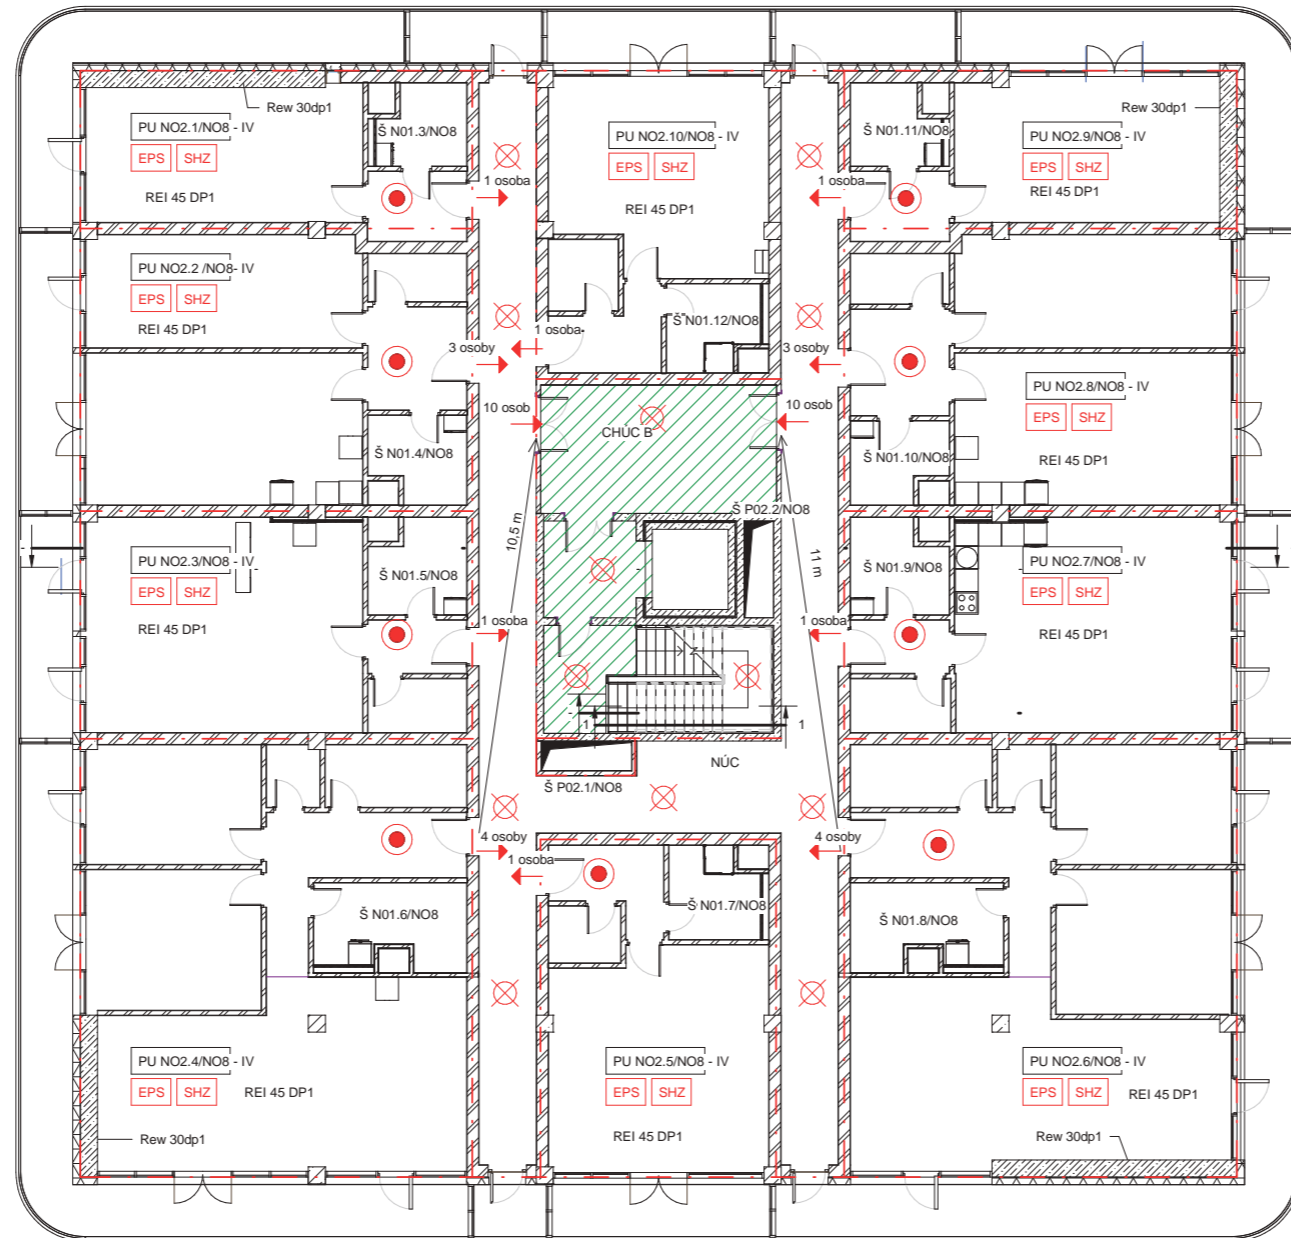 Rew 30dp1
Rew 30dp1
PU NO2.1/NO8 - IV
EPS SHZ
REI 45 DP1
Š N01.3/NO8
1 osoba
PU NO2.10/NO8 - IV
EPS SHZ
REI 45 DP1
Š N01.11/NO8
1 osoba
PU NO2.9/NO8 - IV
EPS SHZ
REI 45 DP1
PU NO2.2 /NO8- IV
EPS SHZ
REI 45 DP1
3 osoby
1 osoba
Š N01.12/NO8
3 osoby
10 osob
CHÚC B
10 osob
PU NO2.8/NO8 - IV
EPS SHZ
REI 45 DP1
Š N01.4/NO8
Š N01.10/NO8
Š P02.2/NO8
10,5 m
11 m
PU NO2.3/NO8 - IV
EPS SHZ
REI 45 DP1
Š N01.5/NO8
1 osoba
Š N01.9/NO8
1 osoba
PU NO2.7/NO8 - IV
EPS SHZ
REI 45 DP1
1
1
NÚC
Š P02.1/NO8
4 osoby
1 osoba
4 osoby
Š N01.6/NO8
Š N01.7/NO8
Š N01.8/NO8
PU NO2.4/NO8 - IV
EPS SHZ
REI 45 DP1
Rew 30dp1
PU NO2.5/NO8 - IV
EPS SHZ
REI 45 DP1
PU NO2.6/NO8 - IV
EPS SHZ
REI 45 DP1
Rew 30dp1